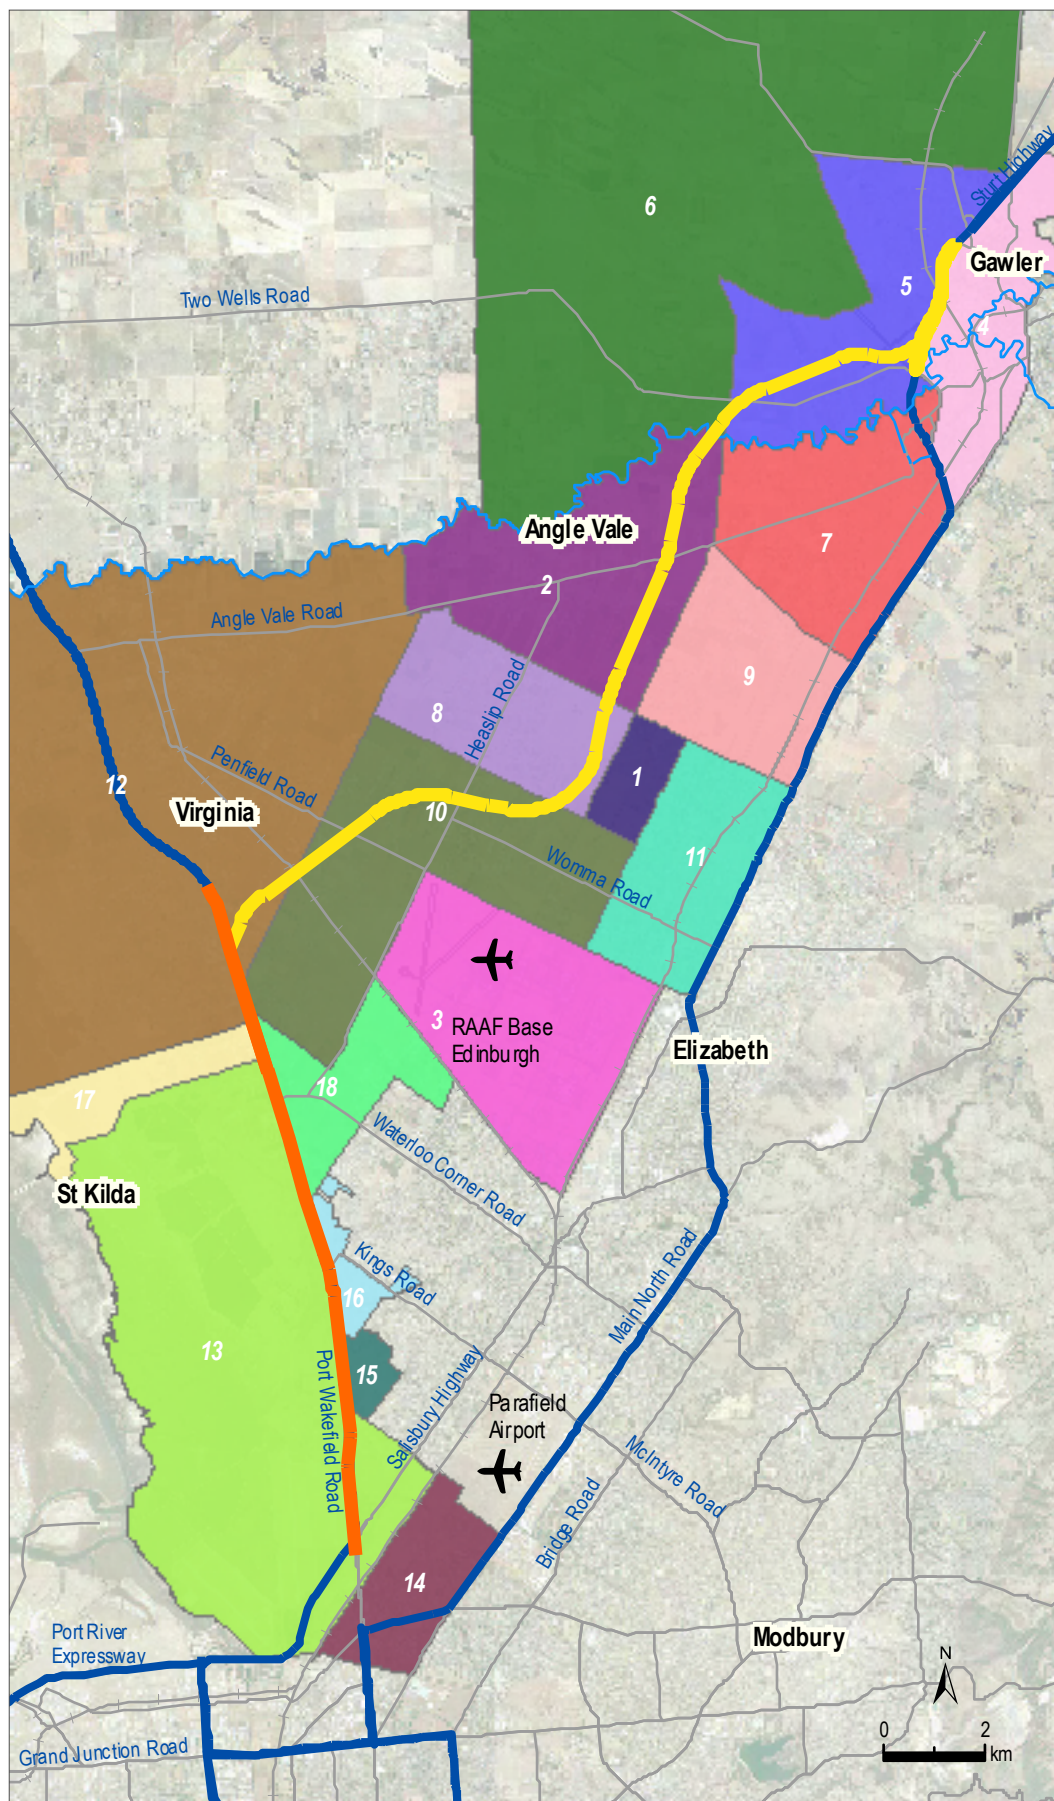 6
Sturt Highway
Gawler
Two Wells Road
5
4
Angle Vale
7
2
Angle Vale Road
9
Heaslip Road
8
Penfield Road
1
12
Virginia
10
11
Womma Road
3
RAAF Base
Edinburgh
Elizabeth
18
17
Waterloo Corner Road
St Kilda
Kings Road
Main North Road
16
13
15
Port Wakefield Road
Salisbury Highway
Parafield
Airport
McIntyre Road
Bridge Road
14
Port River
Expressway
Modbury
N
0 2
km
Grand Junction Road